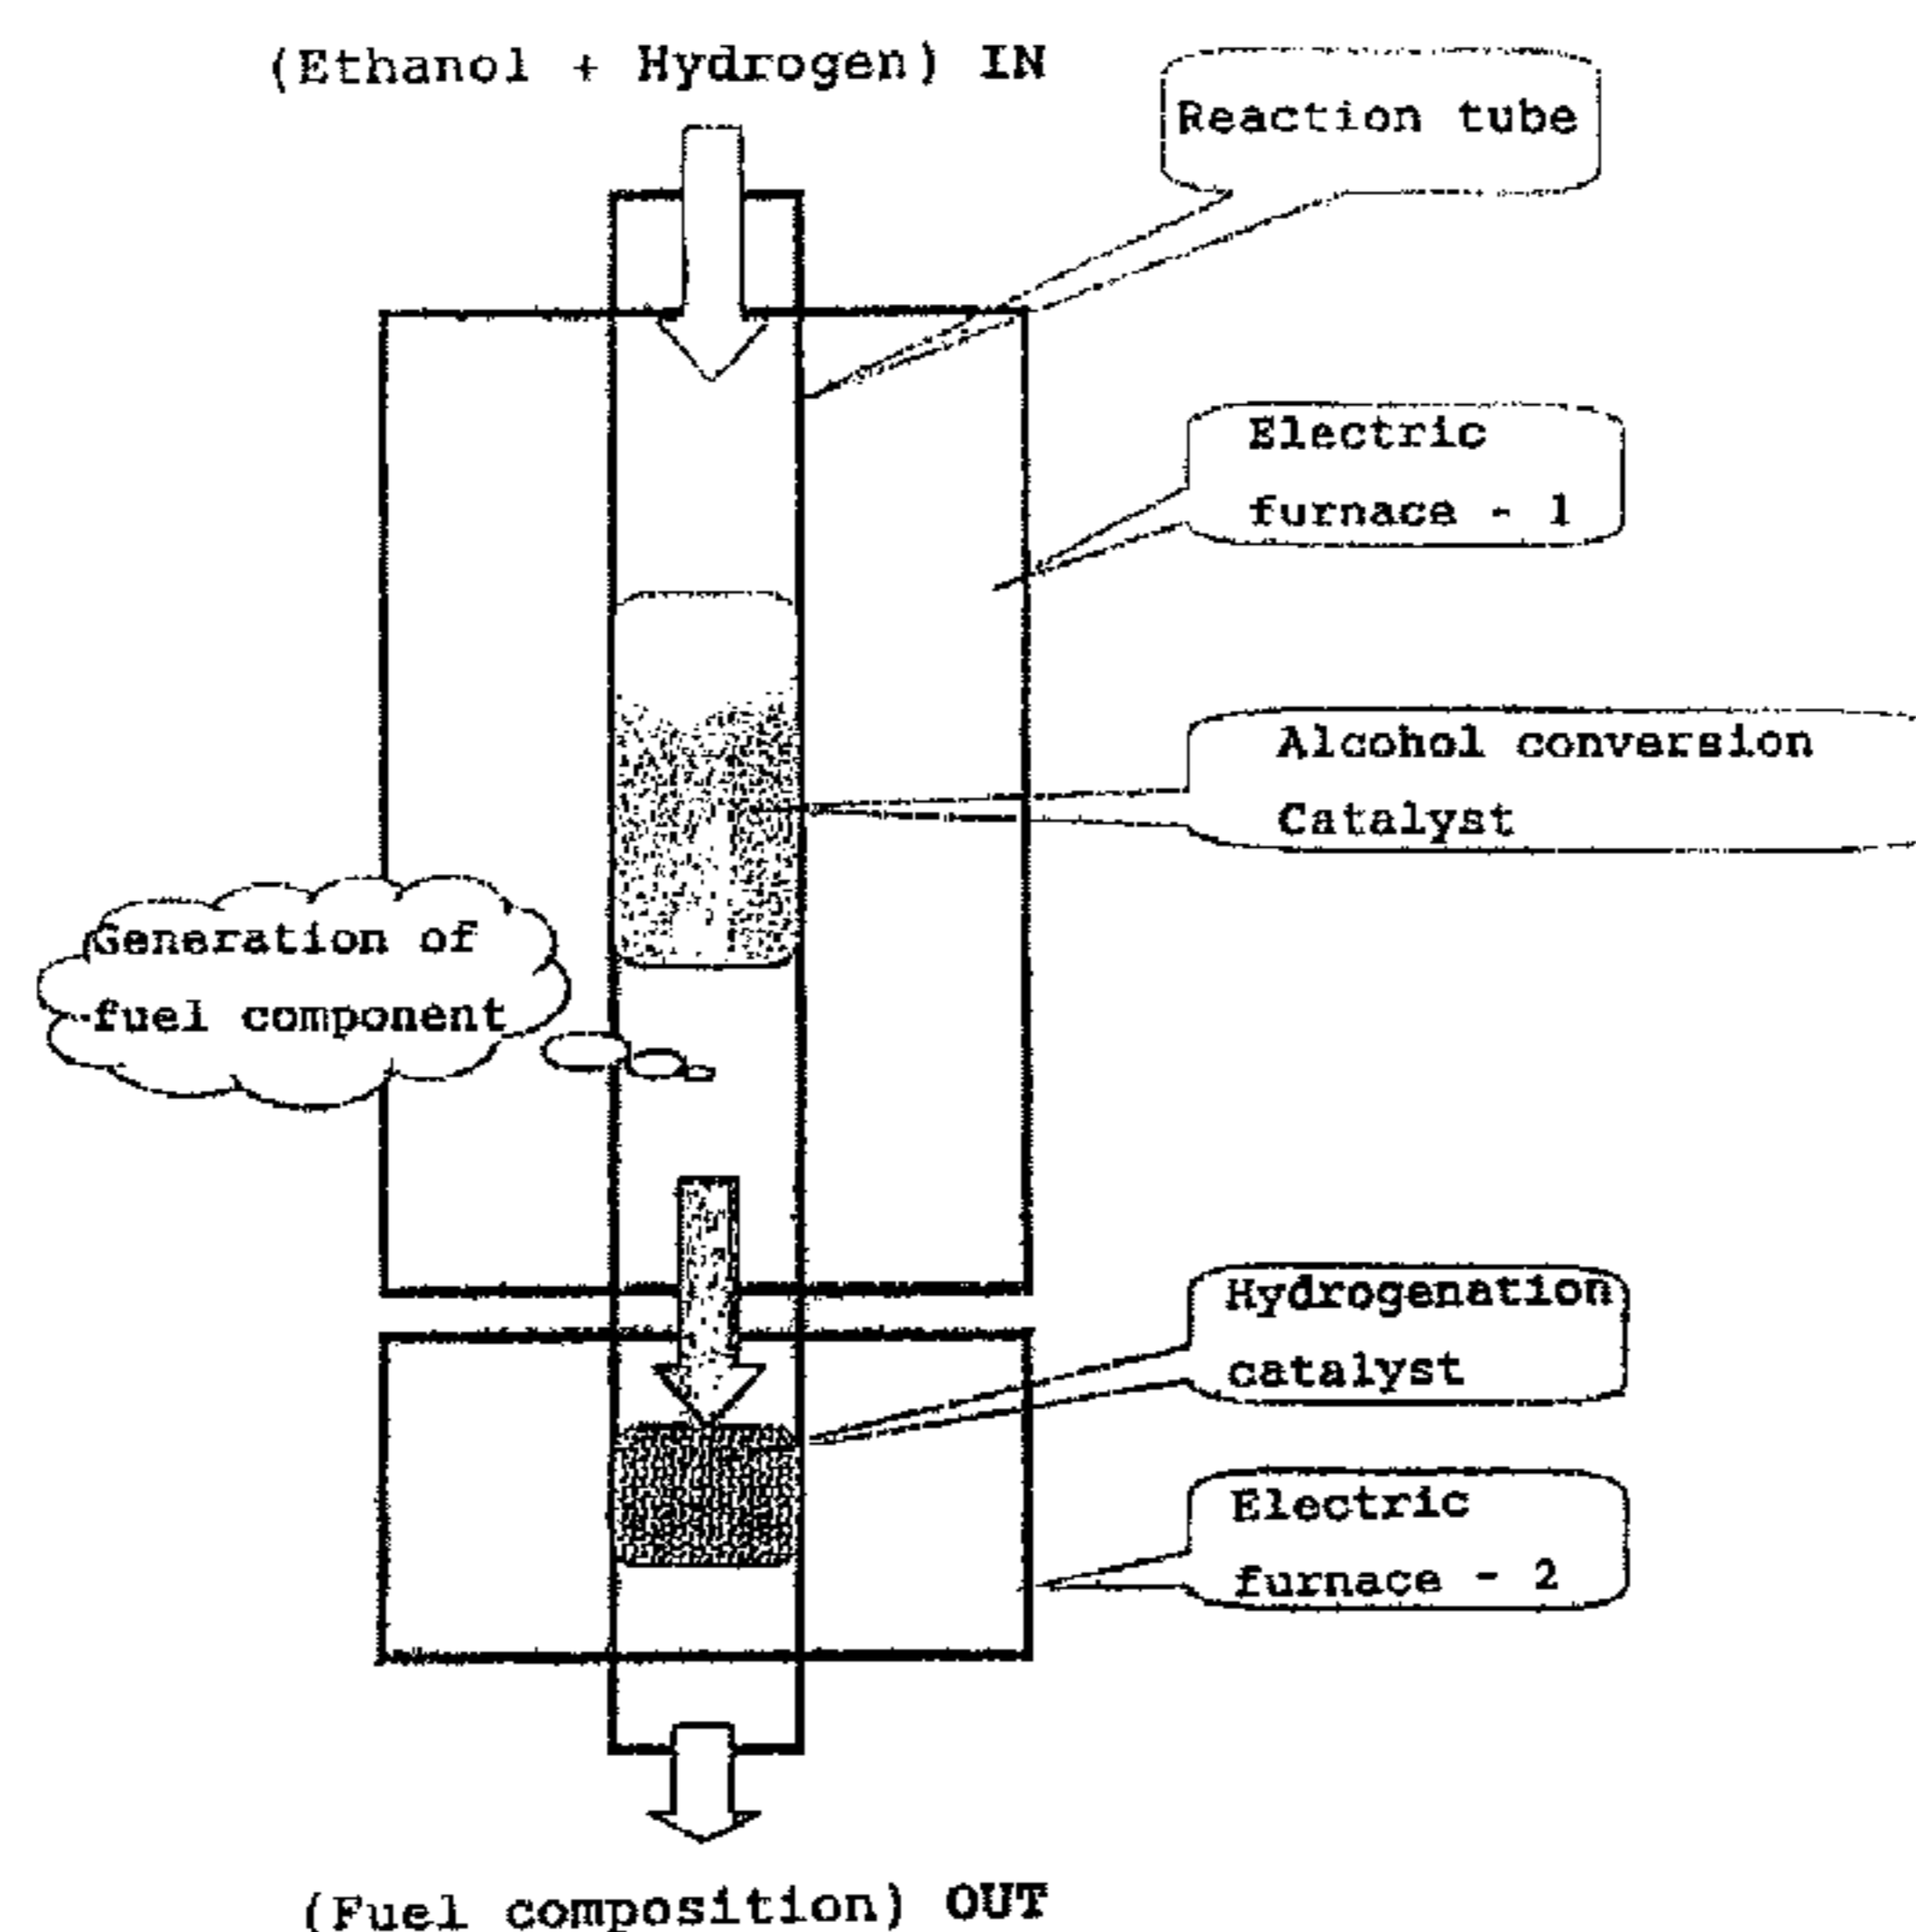 (Ethanol + Hydrogen) IN
Reaction tube
Electric
furnace - 1
Alcohol conversion
Catalyst
Generation of
fuel component
Hydrogenation
catalyst
Electric
furnace - 2
(Fuel composition) OUT